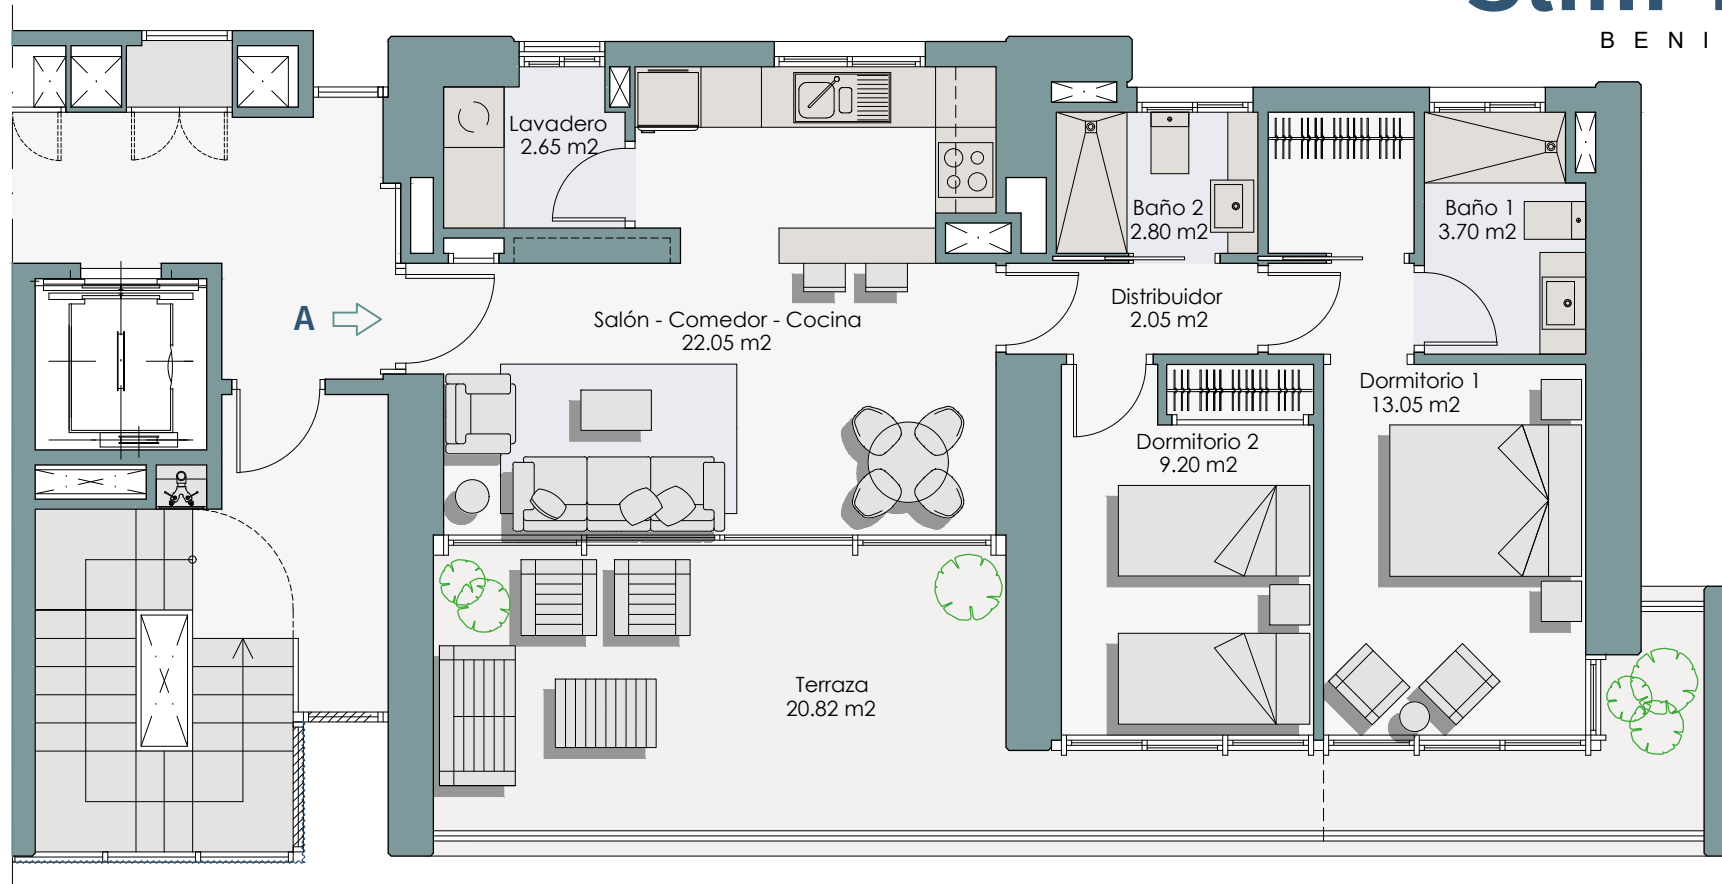 BENI
Lavadero
2.65 m2
Baño 2
2.80 m2
Baño 1
3.70 m2
Distribuidor
2.05 m2
A
Salón - Comedor - Cocina
22.05 m2
Dormitorio 1
13.05 m2
Dormitorio 2
9.20 m2
Terraza
20.82 m2